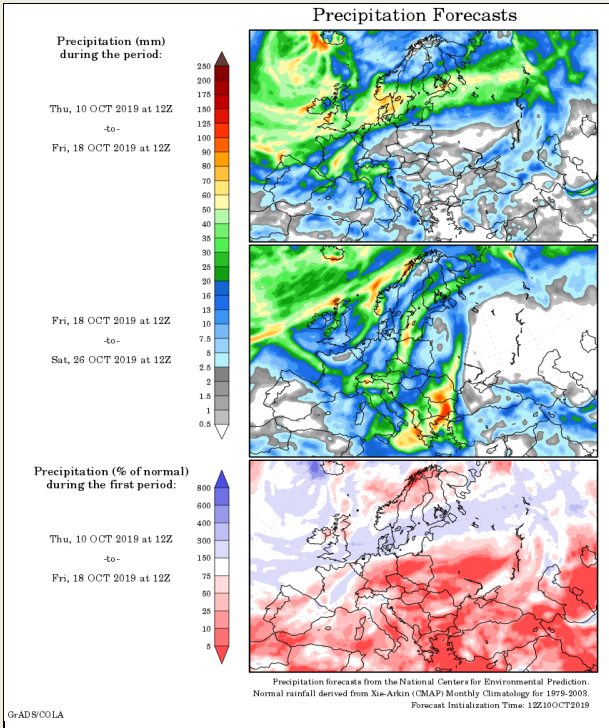 Precipitation Forecasts
Precipitation (mm)
during the period:
Thu, 10 OCT 2019 at 12Z
-to-
Fri, 18 OCT 2019 at 12Z
250
200
175
150
125
100
90
80
70
60
50
40
35
30
25
20
16
13
10
7.5
5
2.5
2
1.5
1
0.5
Fri, 18 OCT 2019 at 12Z
-to-
Sat, 26 OCT 2019 at 12Z
Precipitation (% of normal)
during the first period:
Thu, 10 OCT 2019 at 12Z
-to-
Fri, 18 OCT 2019 at 12Z
800
600
400
300
150
75
50
25
10
5
Precipitation forecasts from the National Centers for Environmental Prediction.
Normal rainfall derived from Xie-Arkin (CMAP) Monthly Climatology for 1979-2003.
Forecast Initialization Time: 12Z10OCT2019
GrADS/COLA